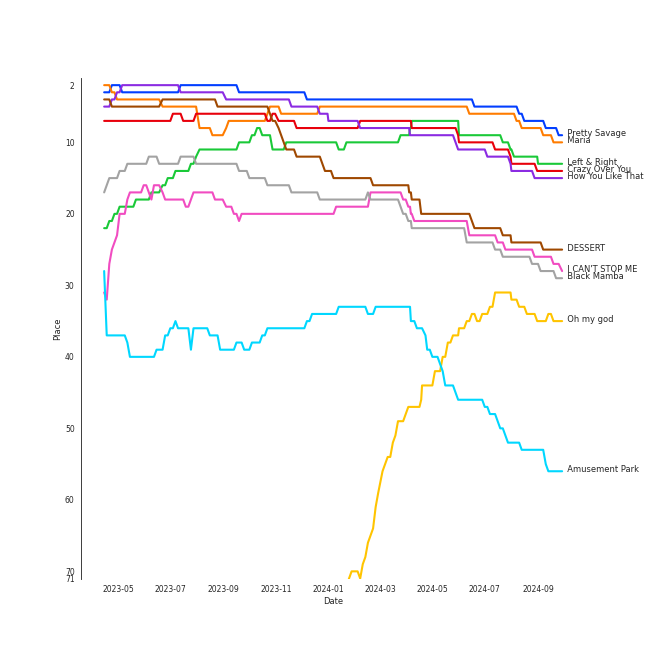 2
10
20
30
40
50
60
70
71
Place
2023-05
2023-07
2023-09
2023-11
2024-01
2024-03
2024-05
2024-07
2024-09
Date
Pretty Savage
Maria
Left & Right
Crazy Over You
How You Like That
DESSERT
I CAN'T STOP ME
Black Mamba
Oh my god
Amusement Park